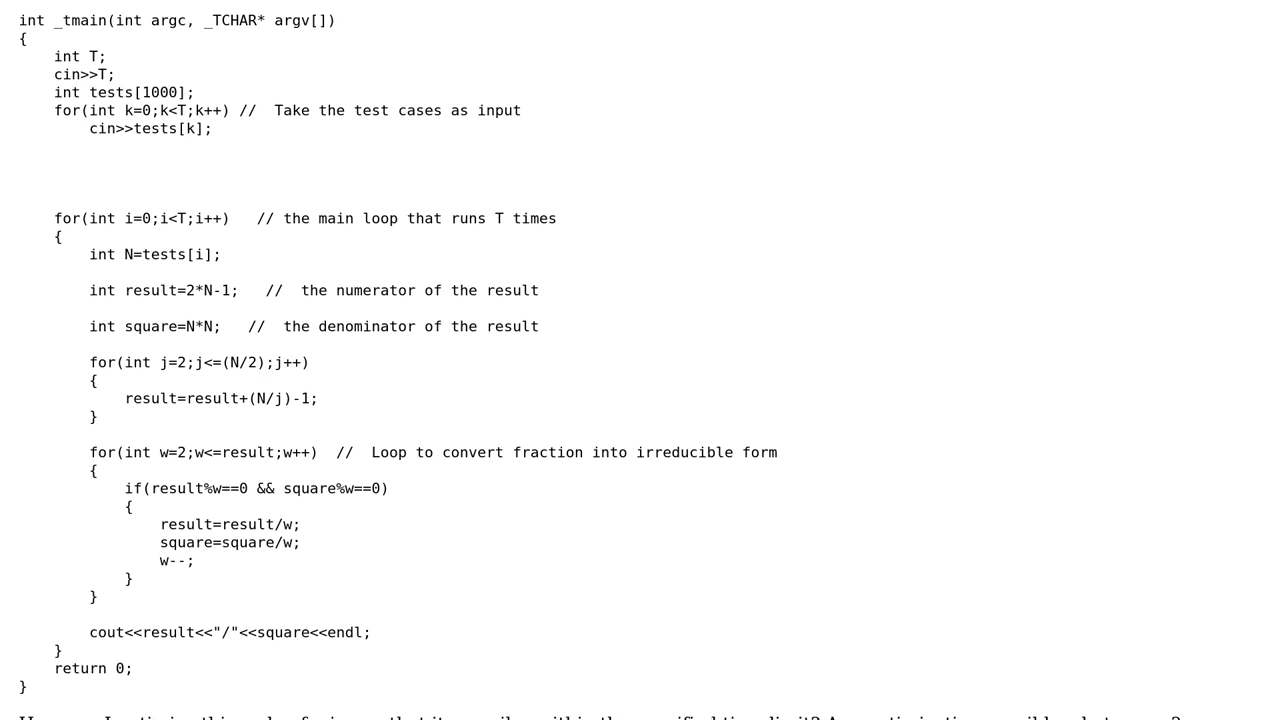 int _tmain(int argc, _TCHAR* argv[])
{
    int T;
    cin>>T;
    int tests[1000];
    for(int k=0;k<T;k++) //  Take the test cases as input
        cin>>tests[k];
    for(int i=0;i<T;i++)   // the main loop that runs T times
    {
        int N=tests[i];
        int result=2*N-1;   //  the numerator of the result
        int square=N*N;   //  the denominator of the result
        for(int j=2;j<=(N/2);j++)
        {
            result=result+(N/j)-1;
        }
        for(int w=2;w<=result;w++)  //  Loop to convert fraction into irreducible form
        {
            if(result%w==0 && square%w==0)
            {
                result=result/w;
                square=square/w;
                w--;
            }
        }
        cout<<result<<"/"<<square<<endl;
    }
    return 0;
}